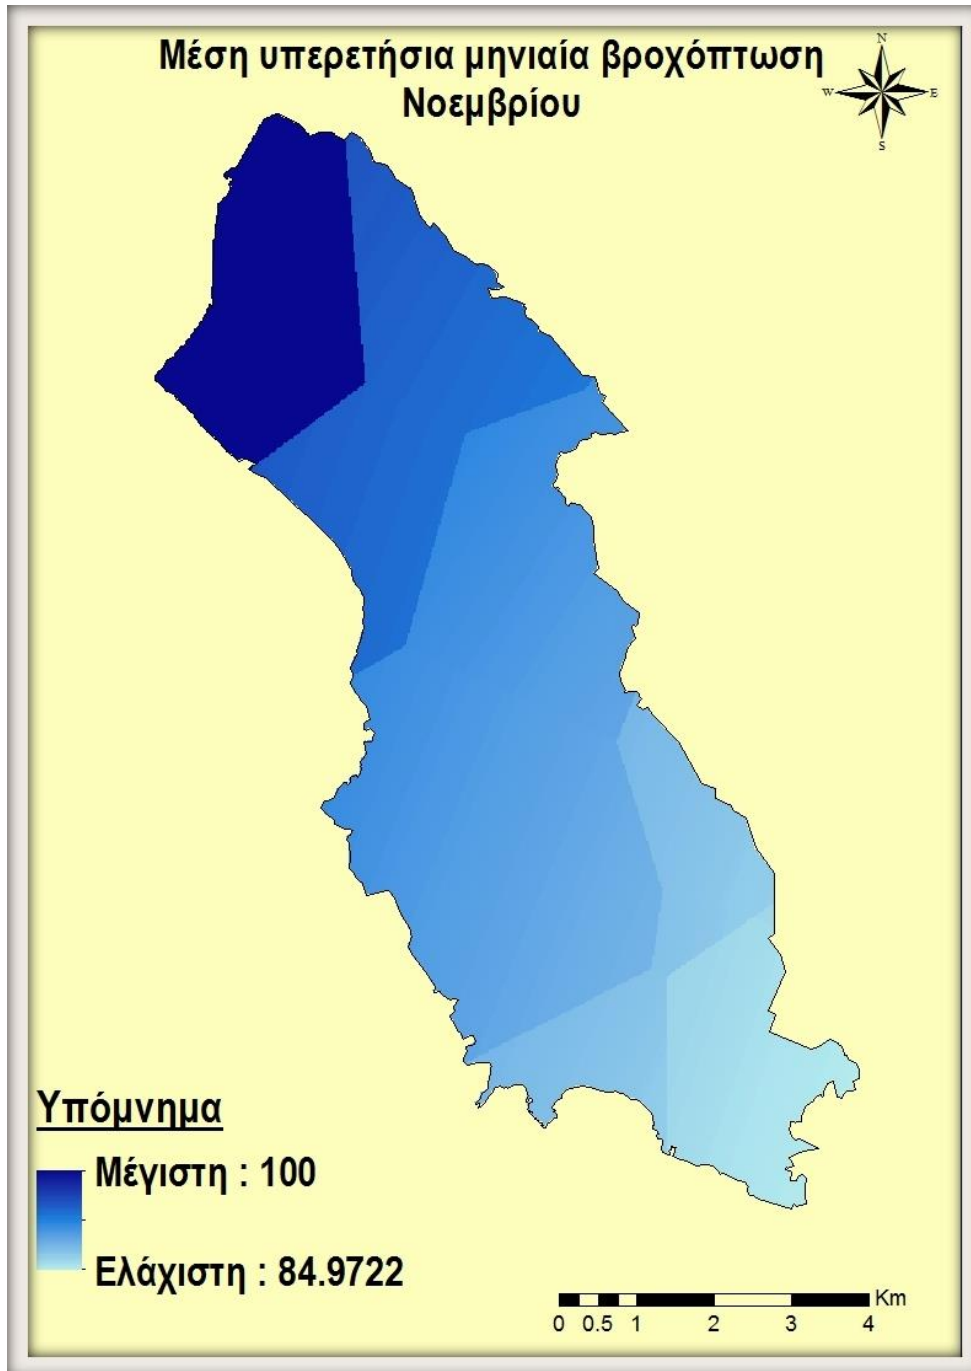 Μέση υπερετήσια μηνιαία βροχόπτωση
Νοεμβρίου
N
W E
S
Υπόμνημα
Μέγιστη : 100
Ελάχιστη : 84.9722
Km
0 0.5 1 2 3 4